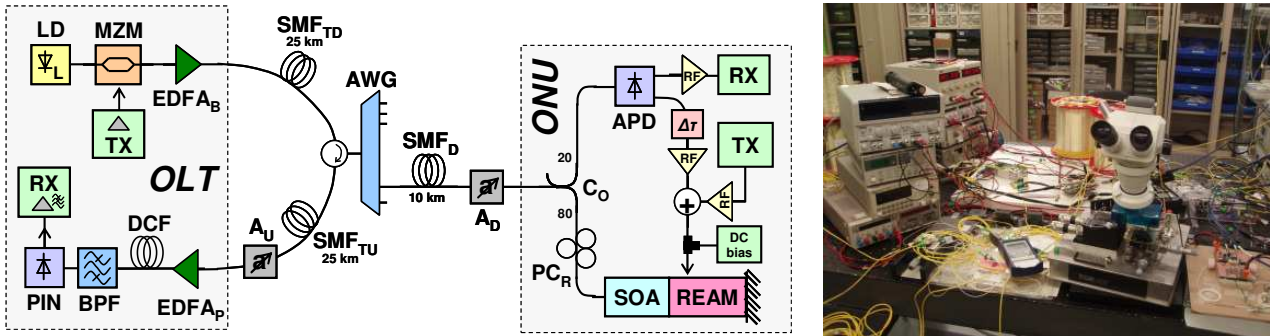 LD
MZM
L
EDFA_B
TX
OLT
RX
DCF
PIN
BPF
EDFA_P
A_U
a
SMF_TD
25 km
AWG
SMF_TU
25 km
SMF_D
10 km
a
A_D
ONU
20
C_O
80
PC_R
APD
RF
RX
Δτ
RF
TX
RF
+
DC
bias
SOA
REAM